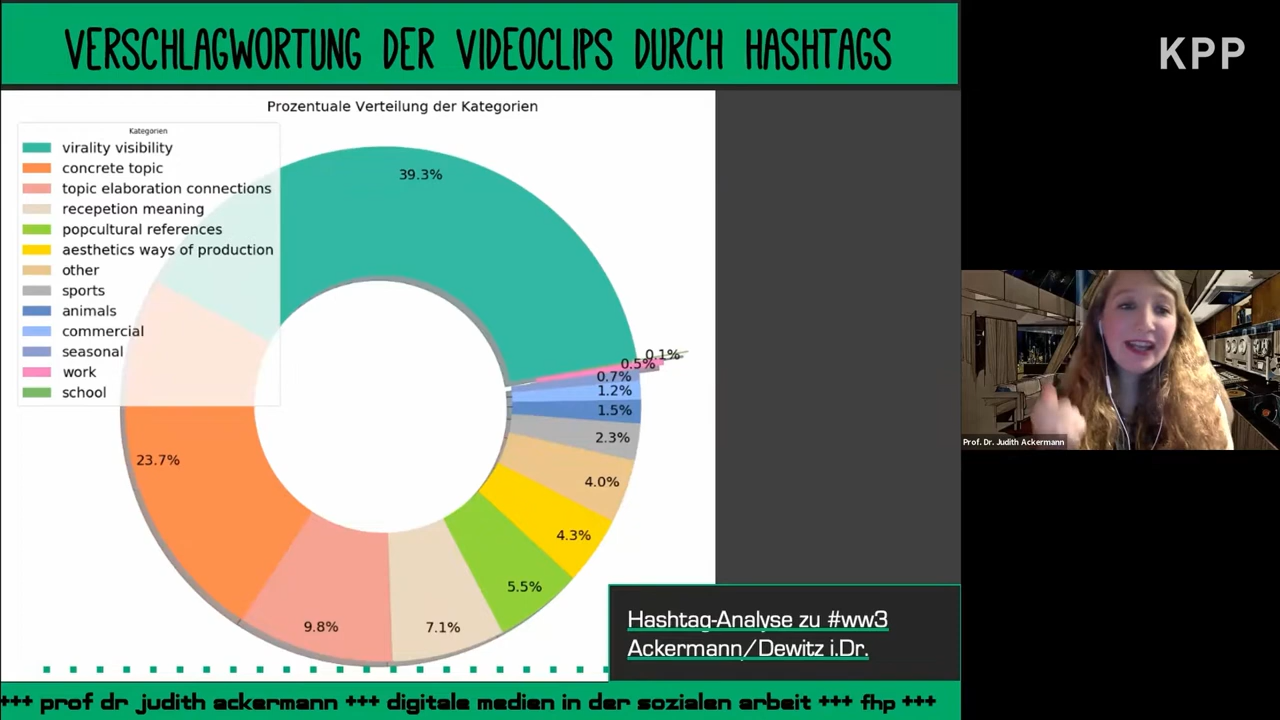 VERSCHLAGWORTUNG DER VIDEOCLIPS DURCH HASHTAGS
KPP
Prozentuale Verteilung der Kategorien
Kategorien
virality visibility
concrete topic
topic elaboration connections
recepetion meaning
popcultural references
aesthetics ways of production
other
sports
animals
commercial
seasonal
work
school
39.3%
0.1%
0.5%
0.7%
1.2%
1.5%
2.3%
4.0%
4.3%
5.5%
7.1%
9.8%
23.7%
Prof. Dr. Judith Ackermann
Hashtag-Analyse zu #ww3
Ackermann/Dewitz i.Dr.
+++ prof dr judith ackermann +++ digitale medien in der sozialen arbeit +++ fhp +++